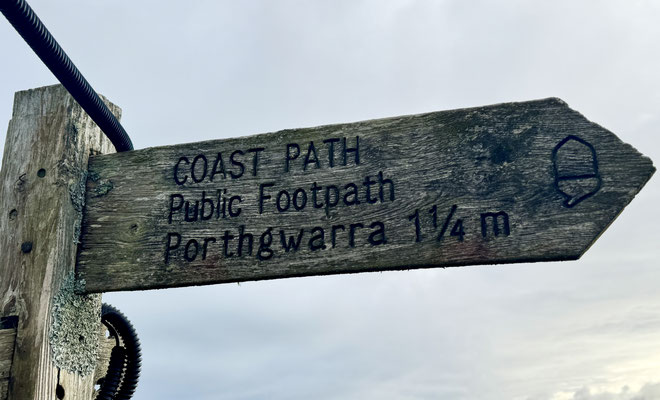 COAST PATH
Public Footpath
Porthgwarra 1¼ m